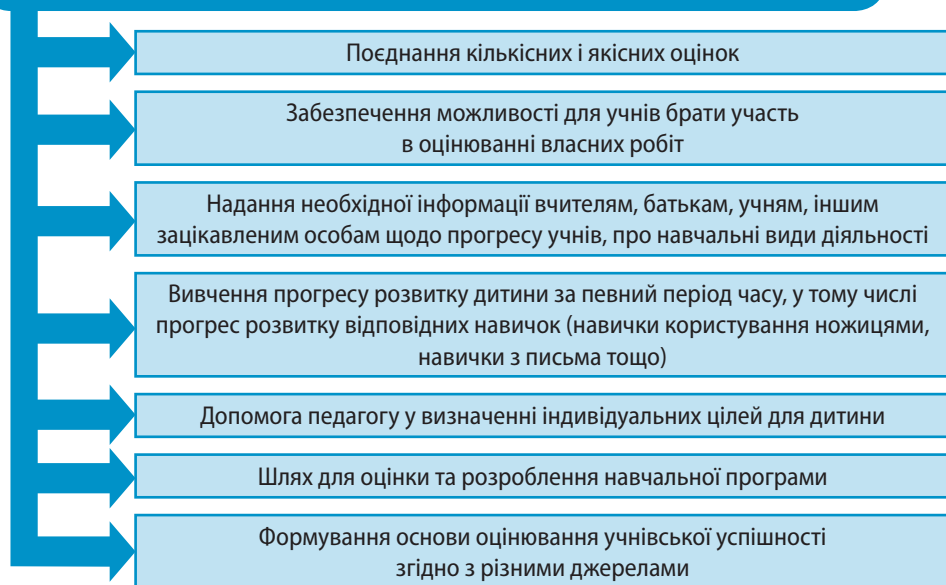 Поєднання кількісних і якісних оцінок
Забезпечення можливості для учнів брати участь
в оцінюванні власних робіт
Надання необхідної інформації вчителям, батькам, учням, іншим
зацікавленим особам щодо прогресу учнів, про навчальні види діяльності
Вивчення прогресу розвитку дитини за певний період часу, у тому числі
прогрес розвитку відповідних навичок (навички користування ножицями,
навички з письма тощо)
Допомога педагогу у визначенні індивідуальних цілей для дитини
Шлях для оцінки та розроблення навчальної програми
Формування основи оцінювання учнівської успішності
згідно з різними джерелами